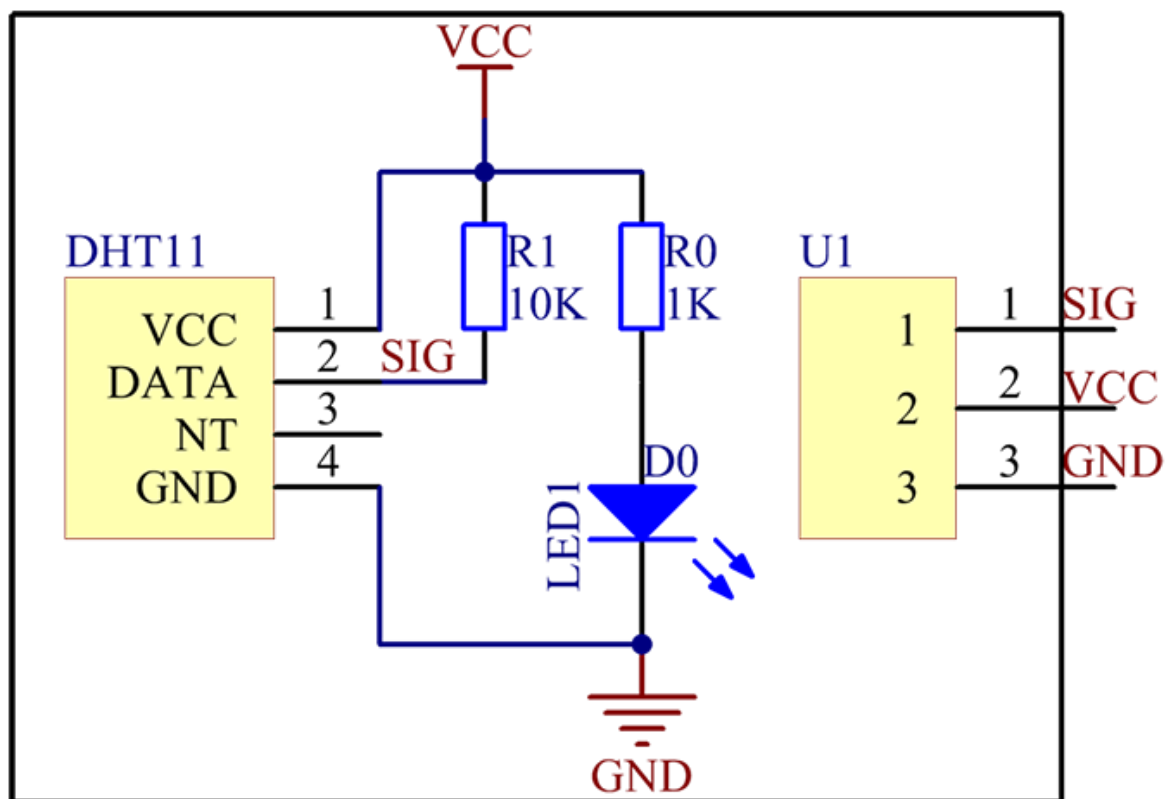 VCC
DHT11
VCC 1
DATA 2 SIG
NT 3
GND 4
R1
10K
R0
1K
D0
LED1
GND
U1
1 1 SIG
2 2 VCC
3 3 GND